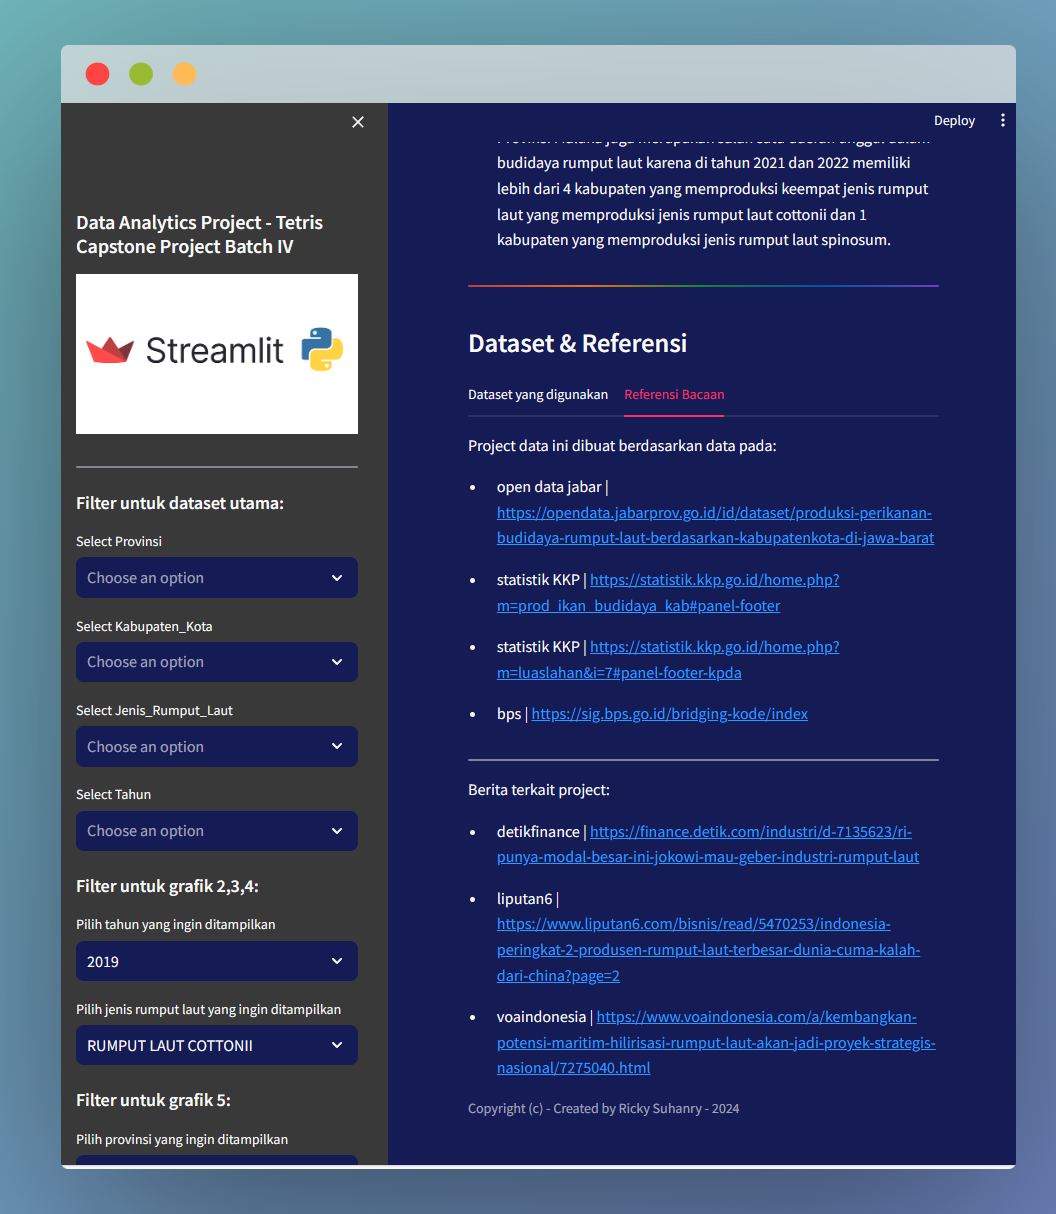 Data Analytics Project - Tetris
Capstone Project Batch IV
Streamlit
Filter untuk dataset utama:
Select Provinsi
Choose an option
Select Kabupaten_Kota
Choose an option
Select Jenis_Rumput_Laut
Choose an option
Select Tahun
Choose an option
Filter untuk grafik 2,3,4:
Pilih tahun yang ingin ditampilkan
2019
Pilih jenis rumput laut yang ingin ditampilkan
RUMPUT LAUT COTTONII
Filter untuk grafik 5:
Pilih provinsi yang ingin ditampilkan
Deploy
budidaya rumput laut karena di tahun 2021 dan 2022 memiliki
lebih dari 4 kabupaten yang memproduksi keempat jenis rumput
laut yang memproduksi jenis rumput laut cottonii dan 1
kabupaten yang memproduksi jenis rumput laut spinosum.
Dataset & Referensi
Dataset yang digunakan Referensi Bacaan
Project data ini dibuat berdasarkan data pada:
open data jabar |
https://opendata.jabarprov.go.id/id/dataset/produksi-perikanan-
budidaya-rumput-laut-berdasarkan-kabupatenkota-di-jawa-barat
statistik KKP | https://statistik.kkp.go.id/home.php?
m=prod_ikan_budidaya_kab#panel-footer
statistik KKP | https://statistik.kkp.go.id/home.php?
m=luaslahan&i=7#panel-footer-kpda
bps | https://sig.bps.go.id/bridging-kode/index
Berita terkait project:
detikfinance | https://finance.detik.com/industri/d-7135623/ri-
punya-modal-besar-ini-jokowi-mau-geber-industri-rumput-laut
liputan6 |
https://www.liputan6.com/bisnis/read/5470253/indonesia-
peringkat-2-produsen-rumput-laut-terbesar-dunia-cuma-kalah-
dari-china?page=2
voaindonesia | https://www.voaindonesia.com/a/kembangkan-
potensi-maritim-hilirisasi-rumput-laut-akan-jadi-proyek-strategis-
nasional/7275040.html
Copyright (c) - Created by Ricky Suhanry - 2024